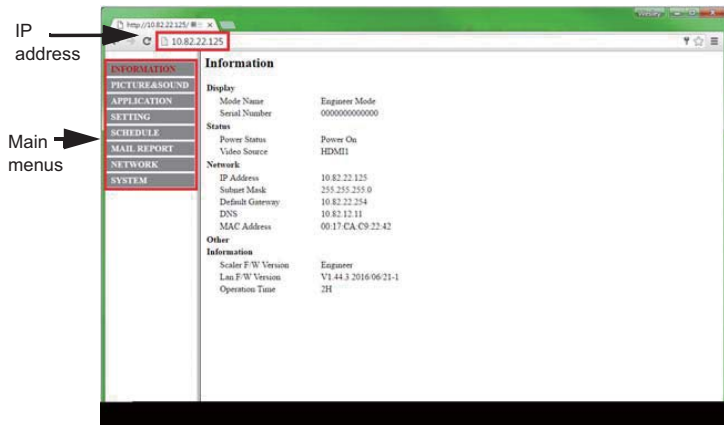 IP
address
http://10.82.22.125/
10.82.22.125
Main
menus
INFORMATION
PICTURE&SOUND
APPLICATION
SETTING
SCHEDULE
MAIL REPORT
NETWORK
SYSTEM
Information
Display
Mode Name Engineer Mode
Serial Number 0000000000000
Status
Power Status Power On
Video Source HDMI1
Network
IP Address 10.82.22.125
Subnet Mask 255.255.255.0
Default Gateway 10.82.22.254
DNS 10.82.12.11
MAC Address 00:17:CA:C9:22:42
Other
Information
Scaler F/W Version Engineer
Lan F/W Version V1.44.3 2016/06/21-1
Operation Time 2H